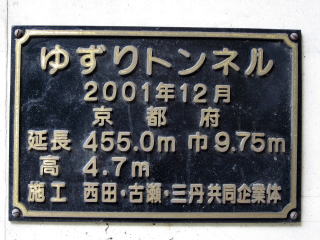 ゆずりトンネル
2001年12月
京都府
延長 455.0m 巾9.75m
高 4.7m
施工 西田・古瀬・三丹共同企業体